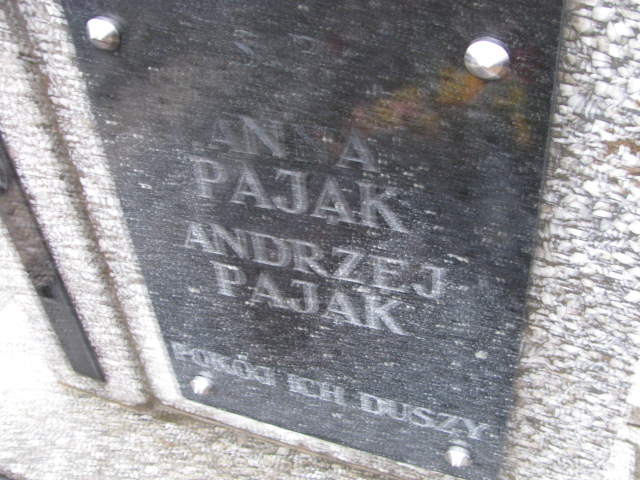 ANNA
PAJĄK
ANDRZEJ
PAJĄK
POKÓJ ICH DUSZY